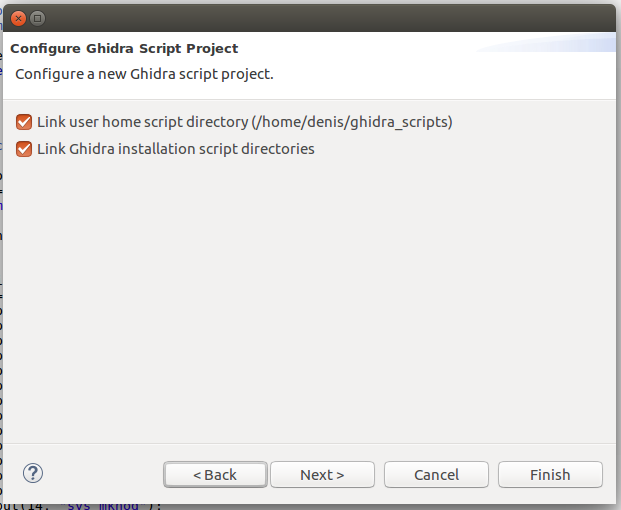 Configure Ghidra Script Project
Configure a new Ghidra script project.
Link user home script directory (/home/denis/ghidra_scripts)
Link Ghidra installation script directories
?
< Back
Next >
Cancel
Finish